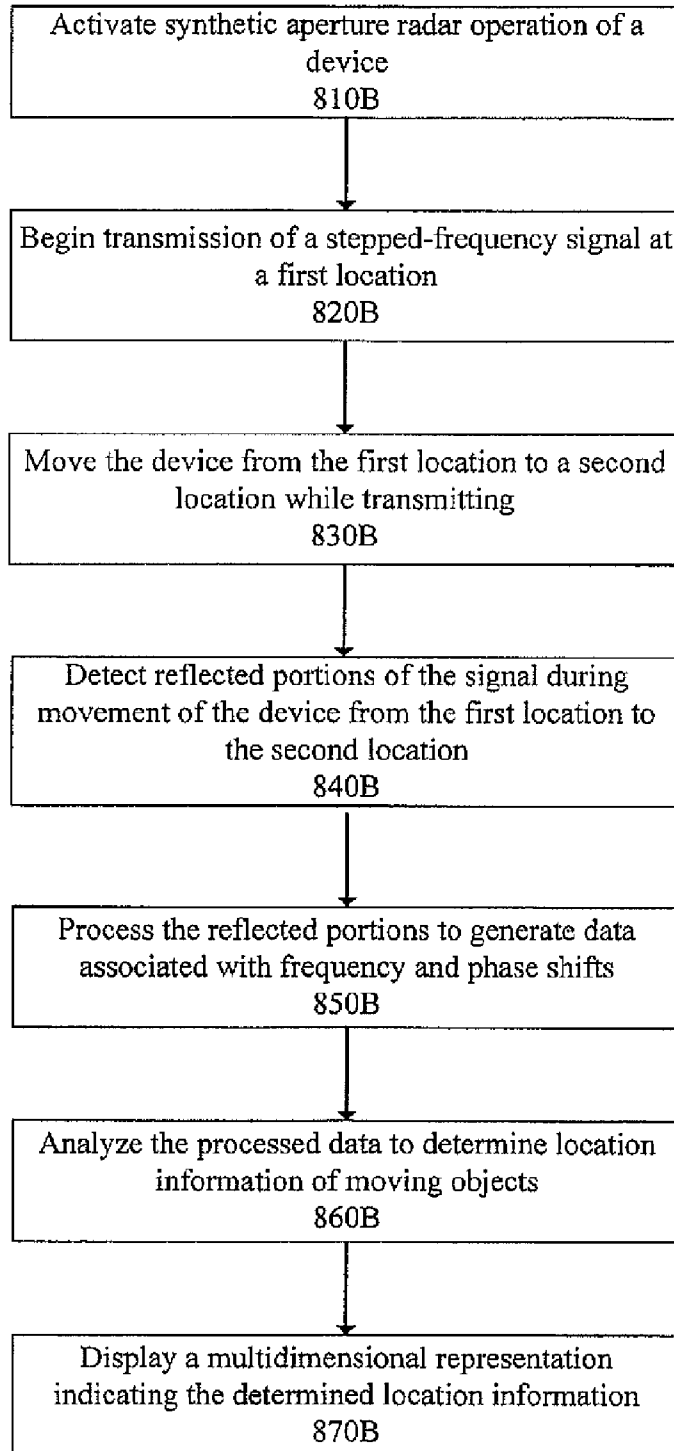 Activate synthetic aperture radar operation of a
device
810B
Begin transmission of a stepped-frequency signal at
a first location
820B
Move the device from the first location to a second
location while transmitting
830B
Detect reflected portions of the signal during
movement of the device from the first location to
the second location
840B
Process the reflected portions to generate data
associated with frequency and phase shifts
850B
Analyze the processed data to determine location
information of moving objects
860B
Display a multidimensional representation
indicating the determined location information
870B